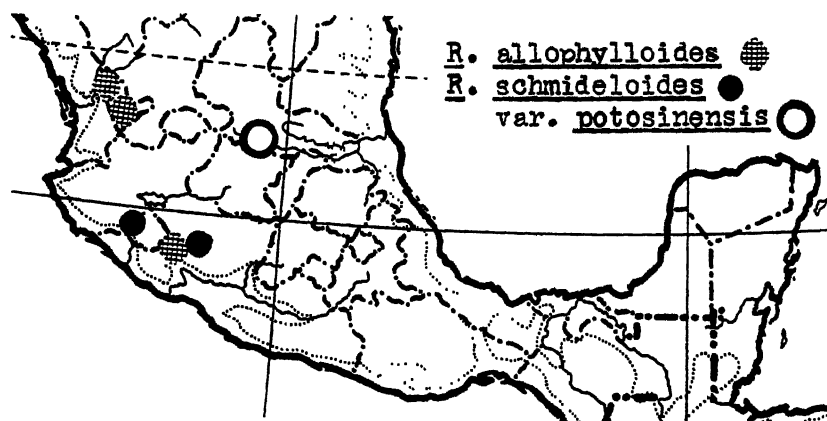 R. allophylloides
R. schmideloides
var. potosinensis